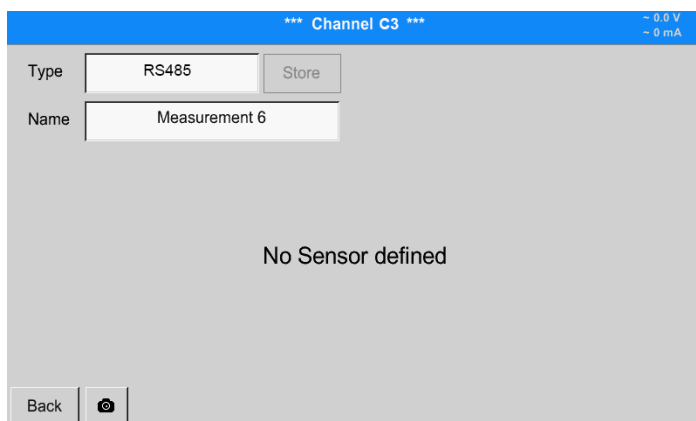 *** Channel C3 ***
~ 0.0 V
~ 0 mA
Type RS485 Store
Name Measurement 6
No Sensor defined
Back